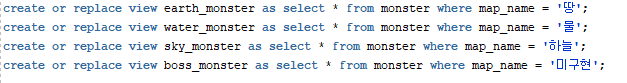 create or replace view earth_monster as select * from monster where map_name = '땅';
create or replace view water_monster as select * from monster where map_name = '물';
create or replace view sky_monster as select * from monster where map_name = '하늘';
create or replace view boss_monster as select * from monster where map_name = '미구현';